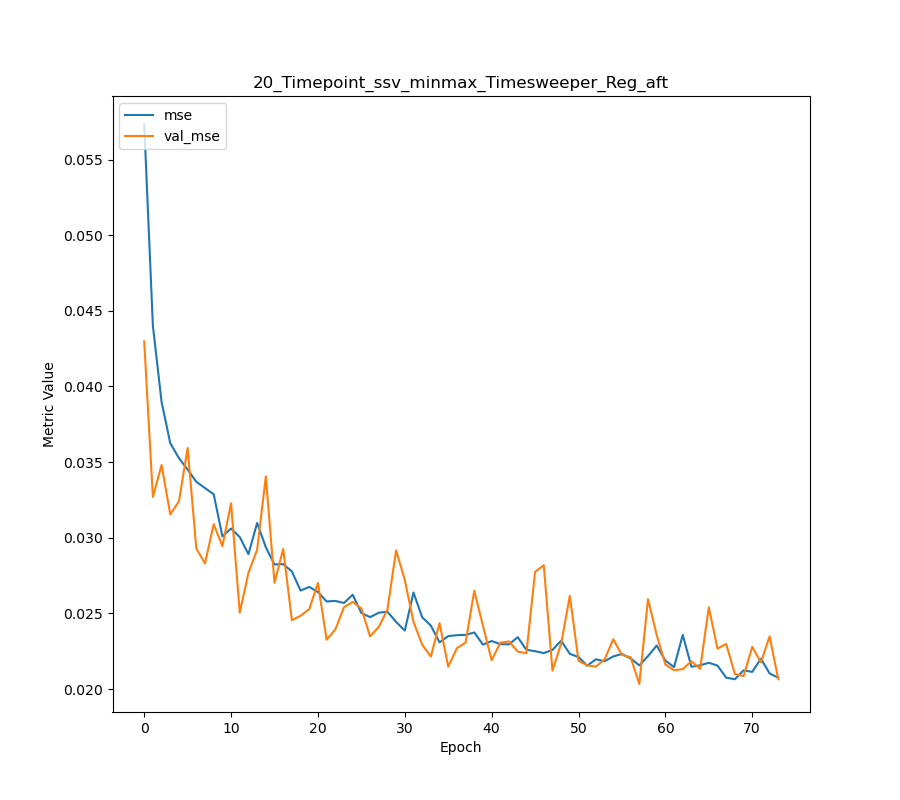 20_Timepoint_ssv_minmax_Timesweeper_Reg_aft
mse
val_mse
0.055
0.050
0.045
0.040
0.035
0.030
0.025
0.020
Metric Value
0 10 20 30 40 50 60 70
Epoch